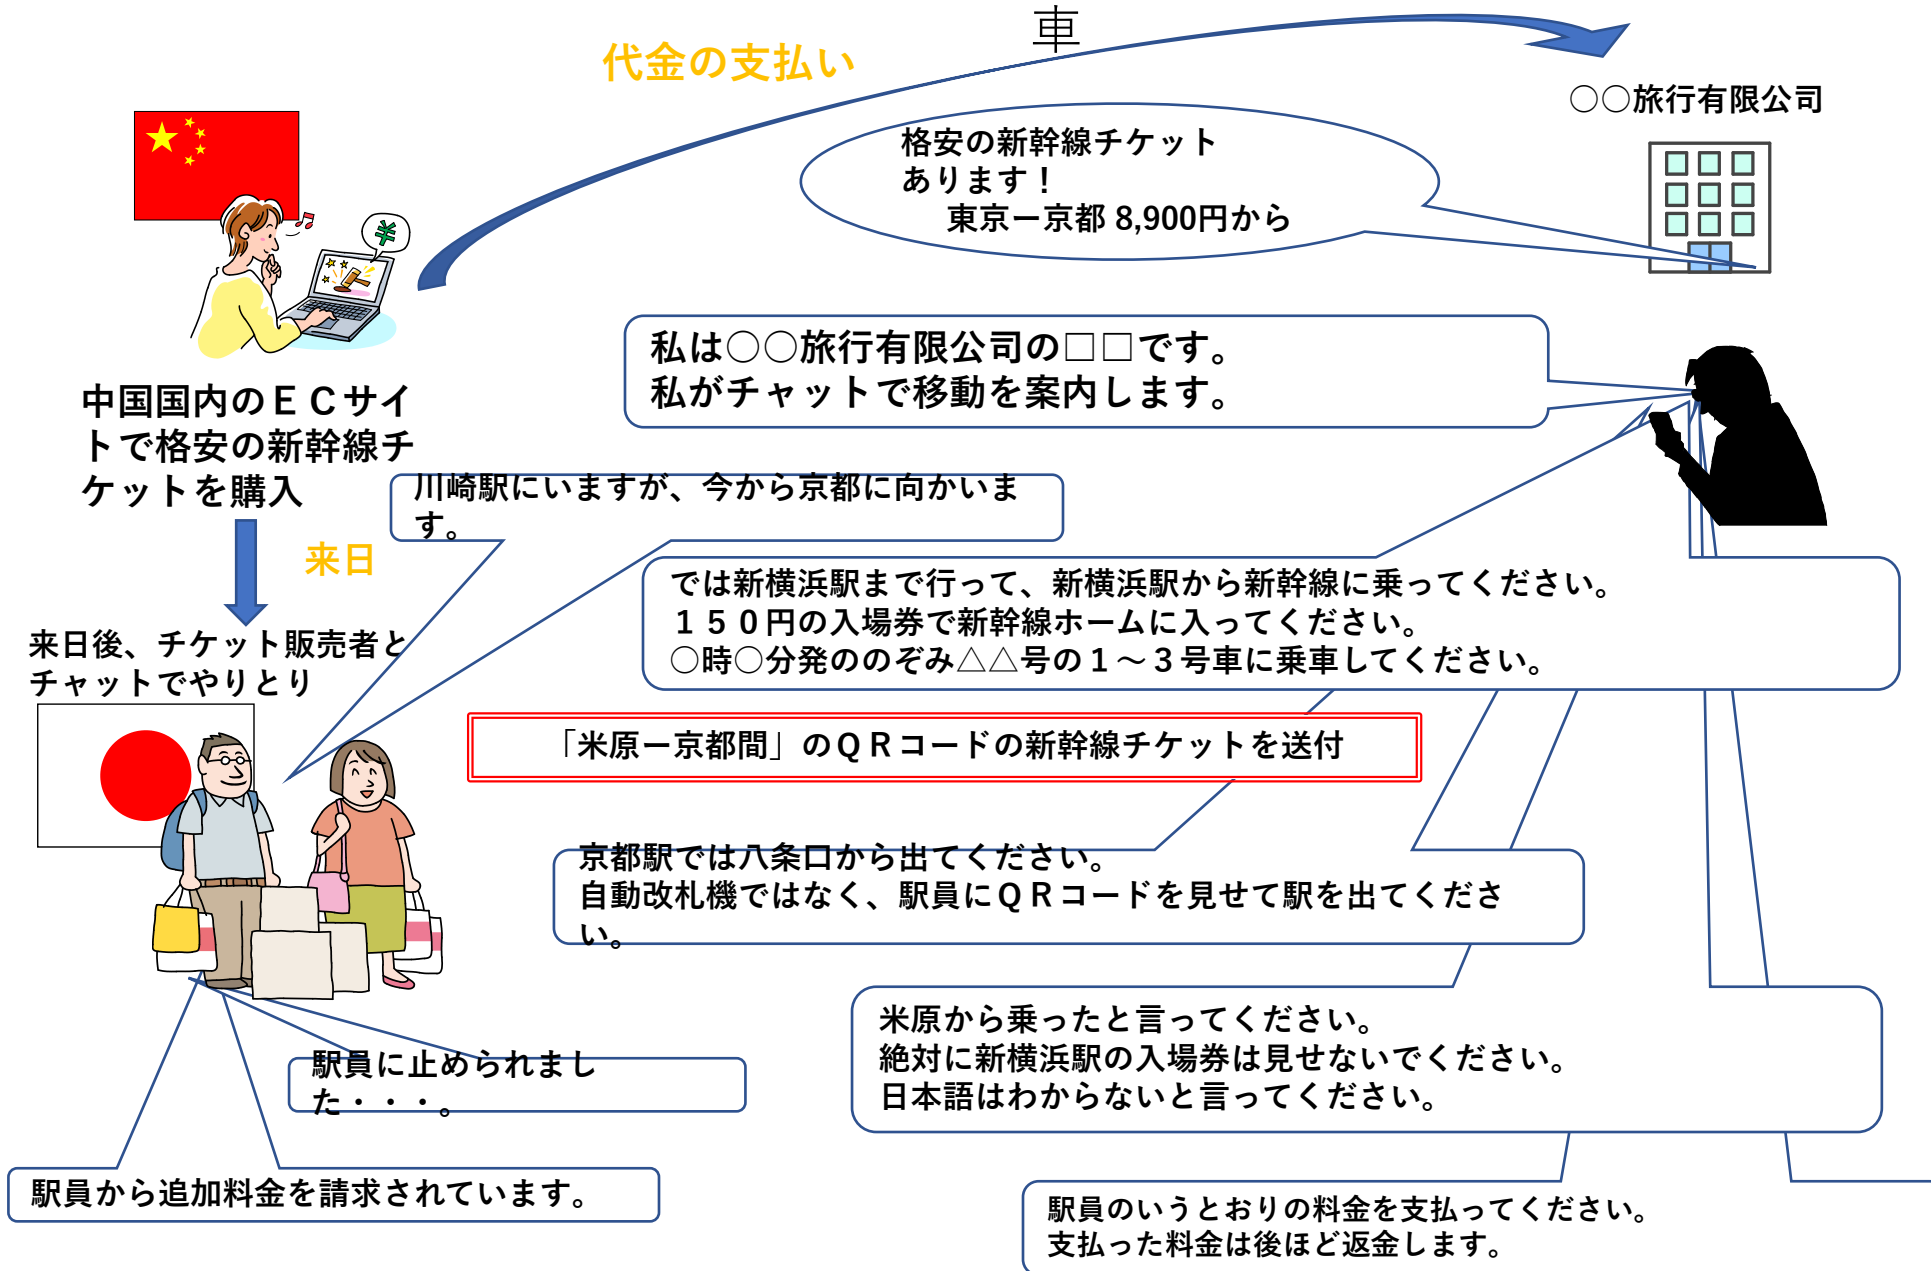 車
代金の支払い
○○旅行有限公司
格安の新幹線チケット
あります！
東京ー京都 8,900円から
私は○○旅行有限公司の□□です。
私がチャットで移動を案内します。
中国国内のＥＣサイ
トで格安の新幹線チ
ケットを購入
川崎駅にいますが、今から京都に向かいま
す。
来日
では新横浜駅まで行って、新横浜駅から新幹線に乗ってください。
１５０円の入場券で新幹線ホームに入ってください。
○時○分発ののぞみ△△号の１～３号車に乗車してください。
来日後、チケット販売者と
チャットでやりとり
「米原ー京都間」のＱＲコードの新幹線チケットを送付
京都駅では八条口から出てください。
自動改札機ではなく、駅員にＱＲコードを見せて駅を出てくださ
い。
米原から乗ったと言ってください。
絶対に新横浜駅の入場券は見せないでください。
日本語はわからないと言ってください。
駅員に止められまし
た・・・。
駅員から追加料金を請求されています。
駅員のいうとおりの料金を支払ってください。
支払った料金は後ほど返金します。